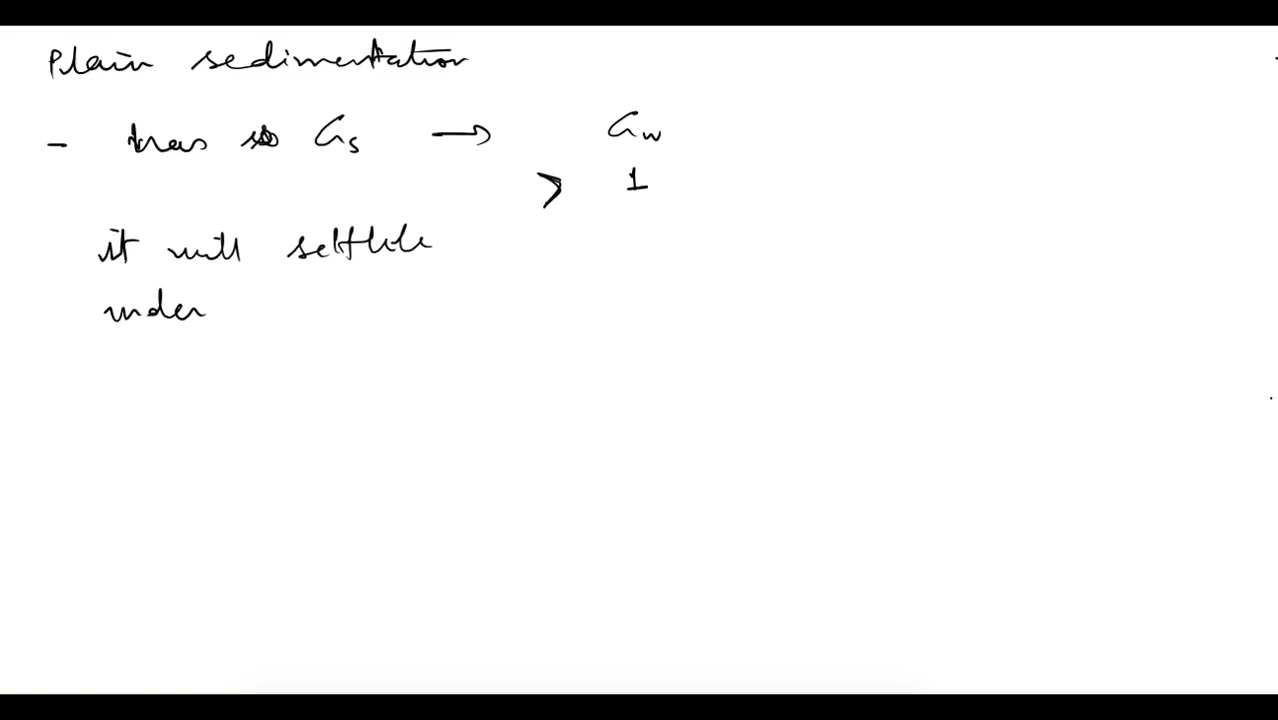 Plain sedimentation
- Gs → Gw
> 1
it will settle
under